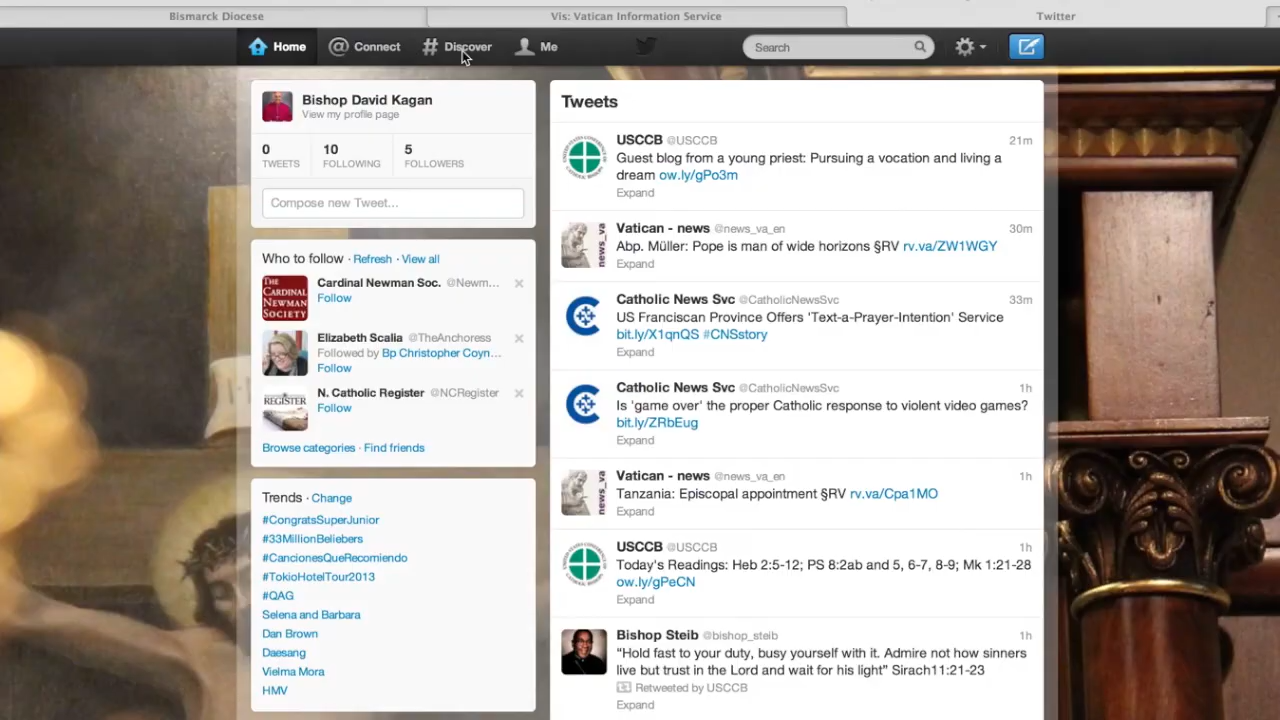 Bismarck Diocese
Vis: Vatican Information Service
Twitter
Home
Connect
Discover
Me
Search
Bishop David Kagan
View my profile page
0
TWEETS
10
FOLLOWING
5
FOLLOWERS
Compose new Tweet...
Who to follow · Refresh · View all
THE CARDINAL NEWMAN SOCIETY
Cardinal Newman Soc. @Newm...
Follow
Elizabeth Scalia @TheAnchoress
Followed by Bp Christopher Coyn...
Follow
REGISTER
N. Catholic Register @NCRegister
Follow
Browse categories · Find friends
Trends · Change
#CongratsSuperJunior
#33MillionBeliebers
#CancionesQueRecomiendo
#TokioHotelTour2013
#QAG
Selena and Barbara
Dan Brown
Daesang
Vielma Mora
HMV
Tweets
USCCB @USCCB 21m
Guest blog from a young priest: Pursuing a vocation and living a
dream ow.ly/gPo3m
Expand
news_va
Vatican - news @news_va_en 30m
Abp. Müller: Pope is man of wide horizons §RV rv.va/ZW1WGY
Expand
Catholic News Svc @CatholicNewsSvc 33m
US Franciscan Province Offers 'Text-a-Prayer-Intention' Service
bit.ly/X1qnQS #CNSstory
Expand
Catholic News Svc @CatholicNewsSvc 1h
Is 'game over' the proper Catholic response to violent video games?
bit.ly/ZRbEug
Expand
news_va
Vatican - news @news_va_en 1h
Tanzania: Episcopal appointment §RV rv.va/Cpa1MO
Expand
USCCB @USCCB 1h
Today's Readings: Heb 2:5-12; PS 8:2ab and 5, 6-7, 8-9; Mk 1:21-28
ow.ly/gPeCN
Expand
Bishop Steib @bishop_steib 1h
“Hold fast to your duty, busy yourself with it. Admire not how sinners
live but trust in the Lord and wait for his light” Sirach11:21-23
Retweeted by USCCB
Expand